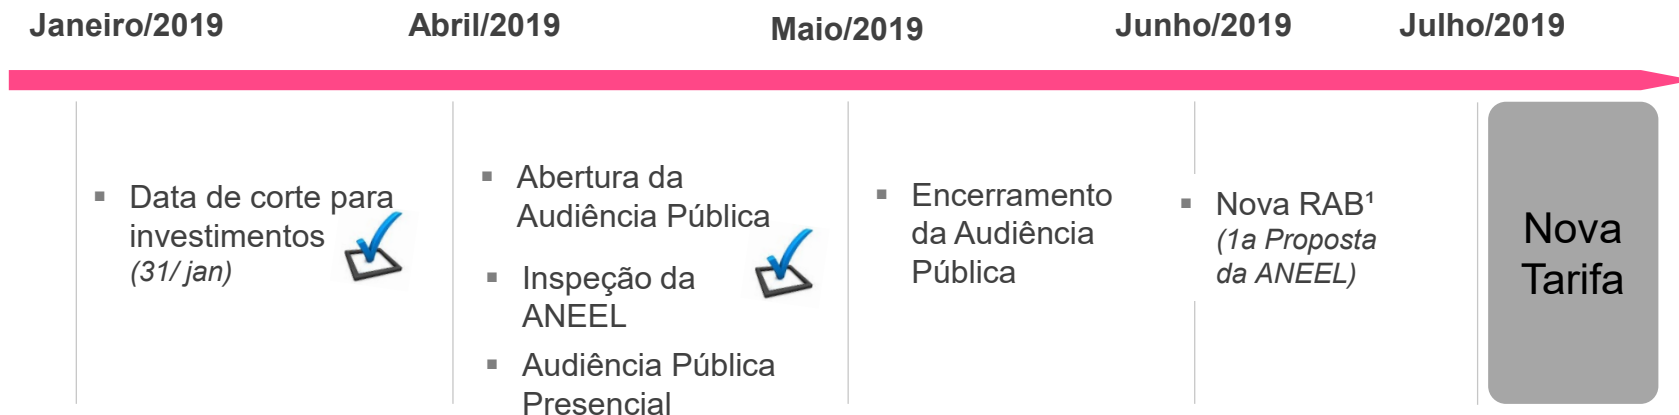 Janeiro/2019
Abril/2019
Maio/2019
Junho/2019
Julho/2019
▪ Data de corte para
investimentos
(31/ jan)
▪ Abertura da
Audiência Pública
▪ Inspeção da
ANEEL
▪ Audiência Pública
Presencial
▪ Encerramento
da Audiência
Pública
▪ Nova RAB¹
(1a Proposta
da ANEEL)
Nova
Tarifa